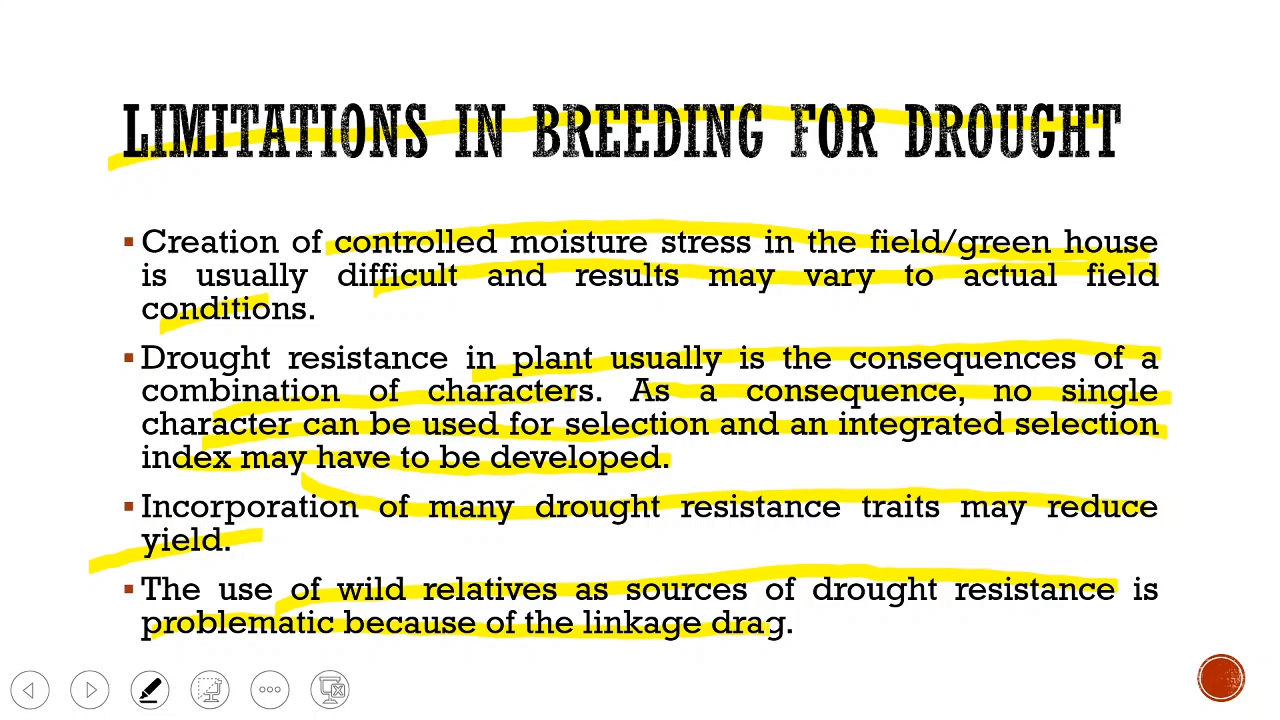 LIMITATIONS IN BREEDING FOR DROUGHT
▪ Creation of controlled moisture stress in the field/green house
is usually difficult and results may vary to actual field
conditions.
▪ Drought resistance in plant usually is the consequences of a
combination of characters. As a consequence, no single
character can be used for selection and an integrated selection
index may have to be developed.
▪ Incorporation of many drought resistance traits may reduce
yield.
▪ The use of wild relatives as sources of drought resistance is
problematic because of the linkage drag.